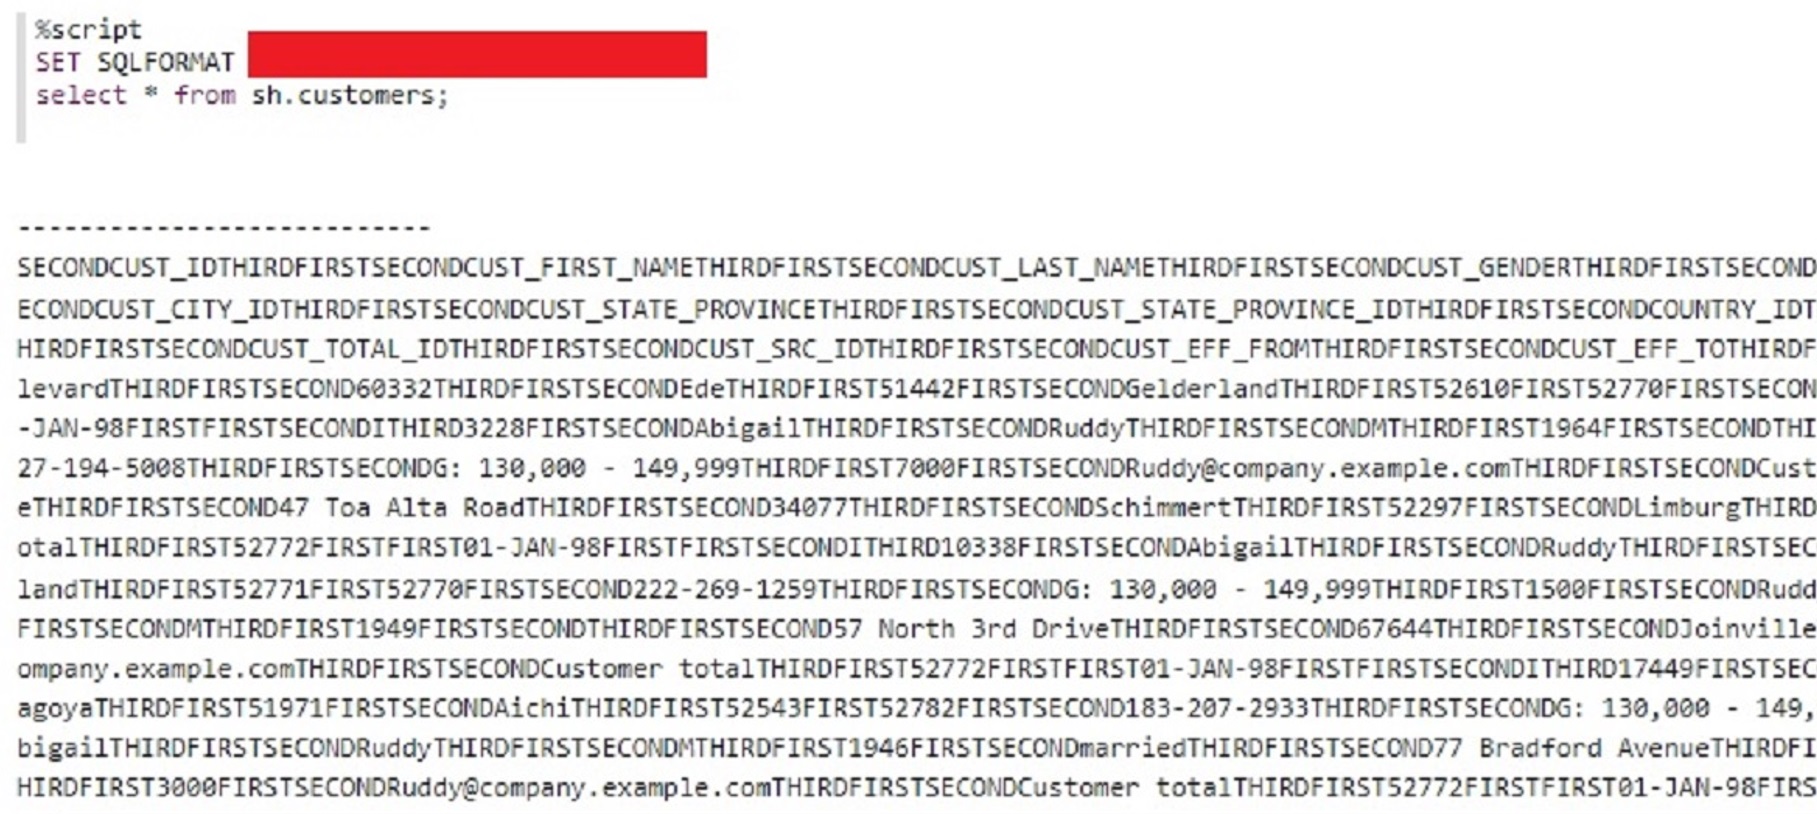 %script
SET SQLFORMAT
select * from sh.customers;
---------------------------
SECONDCUST_IDTHIRDFIRSTSECONDCUST_FIRST_NAMETHIRDFIRSTSECONDCUST_LAST_NAMETHIRDFIRSTSECONDCUST_GENDERTHIRDFIRSTSECOND
ECONDCUST_CITY_IDTHIRDFIRSTSECONDCUST_STATE_PROVINCETHIRDFIRSTSECONDCUST_STATE_PROVINCE_IDTHIRDFIRSTSECONDCOUNTRY_IDT
HIRDFIRSTSECONDCUST_TOTAL_IDTHIRDFIRSTSECONDCUST_SRC_IDTHIRDFIRSTSECONDCUST_EFF_FROMTHIRDFIRSTSECONDCUST_EFF_TOTHIRDF
levardTHIRDFIRSTSECOND60332THIRDFIRSTSECONDEdeTHIRDFIRST51442FIRSTSECONDGelderlandTHIRDFIRST52610FIRST52770FIRSTSECON
-JAN-98FIRSTFIRSTSECONDITHIRD3228FIRSTSECONDAbigailTHIRDFIRSTSECONDRuddyTHIRDFIRSTSECONDMTHIRDFIRST1964FIRSTSECONDTHI
27-194-5008THIRDFIRSTSECONDG: 130,000 - 149,999THIRDFIRST7000FIRSTSECONDRuddy@company.example.comTHIRDFIRSTSECONDCust
eTHIRDFIRSTSECOND47 Toa Alta RoadTHIRDFIRSTSECOND34077THIRDFIRSTSECONDSchimmertTHIRDFIRST52297FIRSTSECONDLimburgTHIRD
otalTHIRDFIRST52772FIRSTFIRST01-JAN-98FIRSTFIRSTSECONDITHIRD10338FIRSTSECONDAbigailTHIRDFIRSTSECONDRuddyTHIRDFIRSTSEC
landTHIRDFIRST52771FIRST52770FIRSTSECOND222-269-1259THIRDFIRSTSECONDG: 130,000 - 149,999THIRDFIRST1500FIRSTSECONDRudd
FIRSTSECONDMTHIRDFIRST1949FIRSTSECONDTHIRDFIRSTSECOND57 North 3rd DriveTHIRDFIRSTSECOND67644THIRDFIRSTSECONDJoinville
ompany.example.comTHIRDFIRSTSECONDCustomer totalTHIRDFIRST52772FIRSTFIRST01-JAN-98FIRSTFIRSTSECONDITHIRD17449FIRSTSEC
agoyaTHIRDFIRST51971FIRSTSECONDAichiTHIRDFIRST52543FIRST52782FIRSTSECOND183-207-2933THIRDFIRSTSECONDG: 130,000 - 149,
bigailTHIRDFIRSTSECONDRuddyTHIRDFIRSTSECONDMTHIRDFIRST1946FIRSTSECONDmarriedTHIRDFIRSTSECOND77 Bradford AvenueTHIRDFI
HIRDFIRST3000FIRSTSECONDRuddy@company.example.comTHIRDFIRSTSECONDCustomer totalTHIRDFIRST52772FIRSTFIRST01-JAN-98FIRS